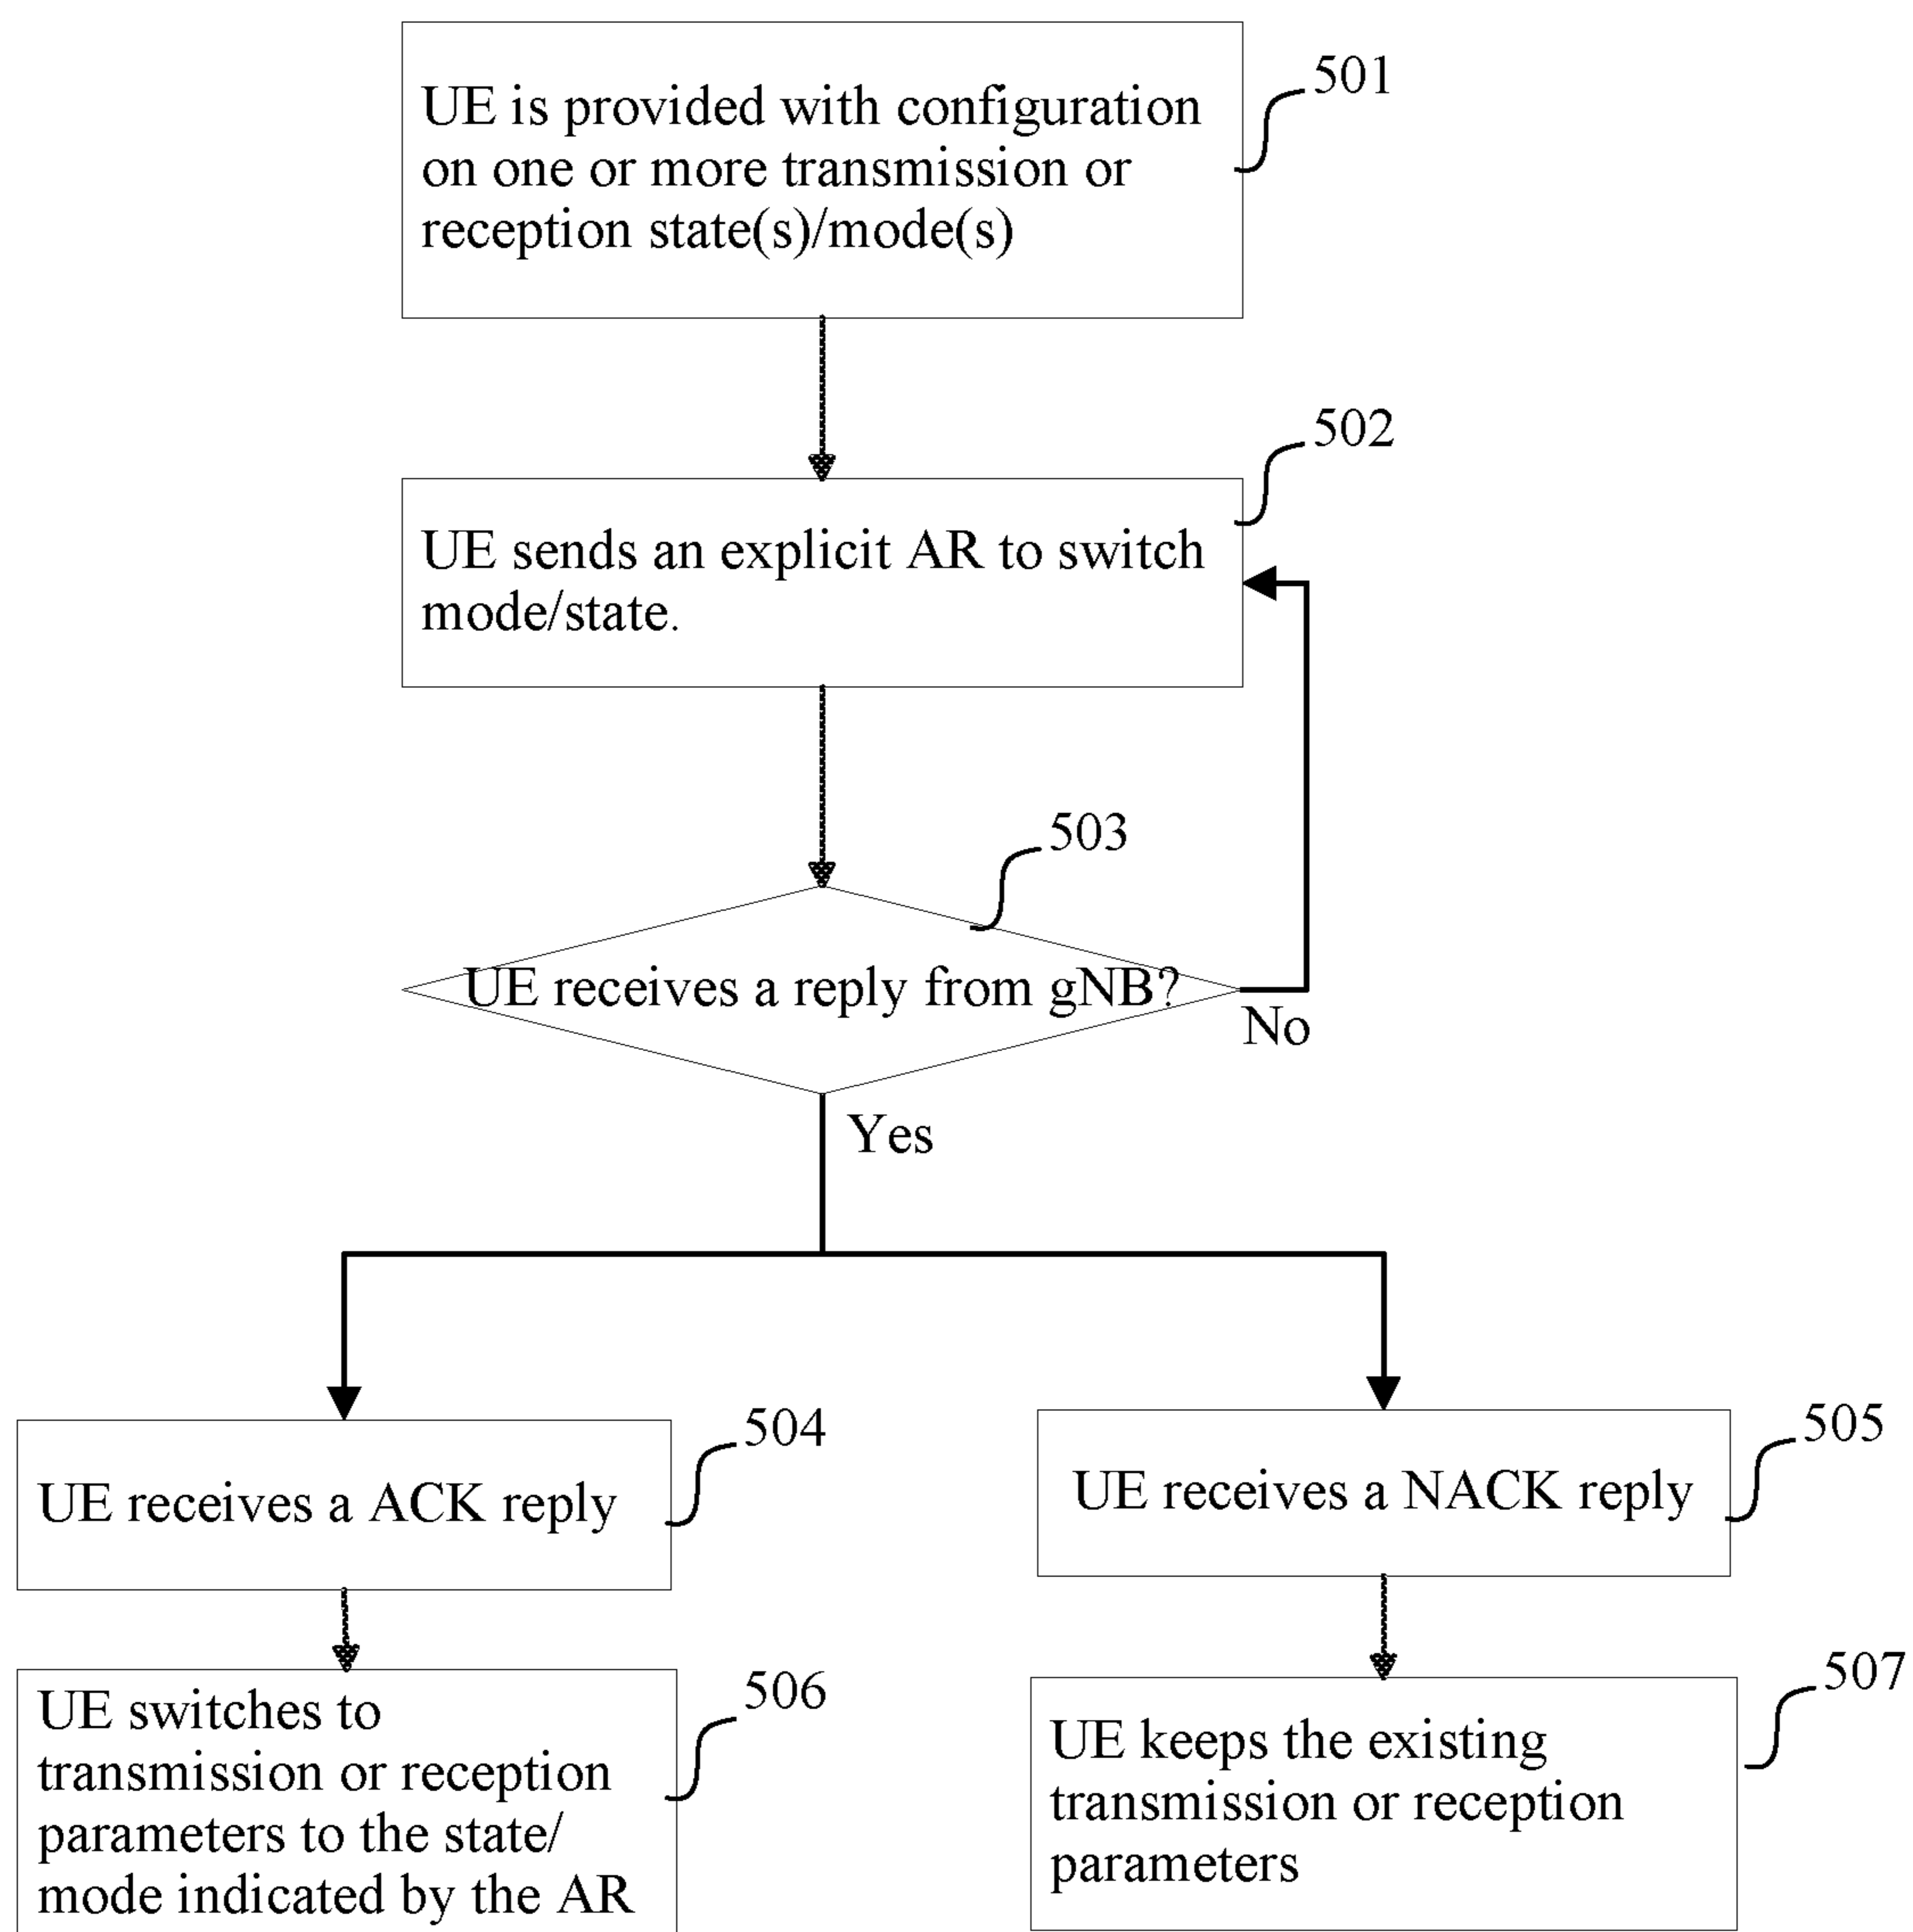 UE is provided with configuration
on one or more transmission or
reception state(s)/mode(s)
501
UE sends an explicit AR to switch
mode/state.
502
503
UE receives a reply from gNB?
No
Yes
UE receives a ACK reply
504
UE receives a NACK reply
505
UE switches to
transmission or reception
parameters to the state/
mode indicated by the AR
506
UE keeps the existing
transmission or reception
parameters
507